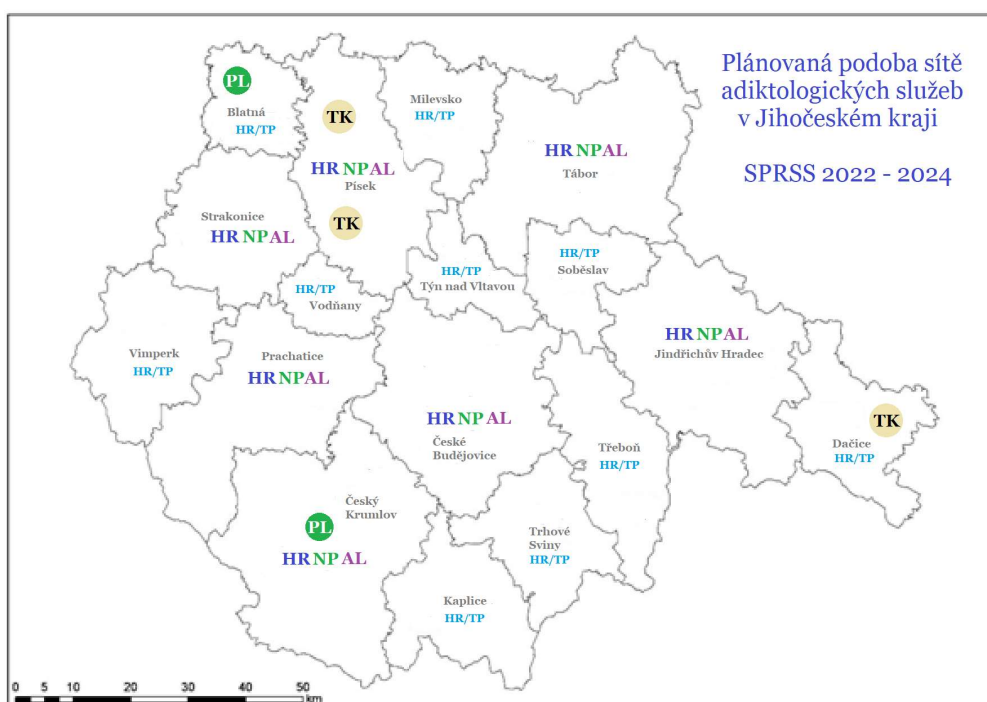 Plánovaná podoba sítě
adiktologických služeb
v Jihočeském kraji
SPRSS 2022 - 2024
PL
Blatná
HR/TP
TK
HR NP AL
Písek
TK
Milevsko
HR/TP
HR NP AL
Tábor
Strakonice
HR NP AL
HR/TP
Vodňany
HR/TP
Týn nad Vltavou
HR/TP
Soběslav
Vimperk
HR/TP
Prachatice
HR NP AL
HR NP AL
Jindřichův Hradec
HR NP AL
České
Budějovice
TK
Dačice
HR/TP
Třeboň
HR/TP
Český
Krumlov
PL
HR NP AL
Trhové
Sviny
HR/TP
Kaplice
HR/TP
0 5 10 20 30 40 50
km